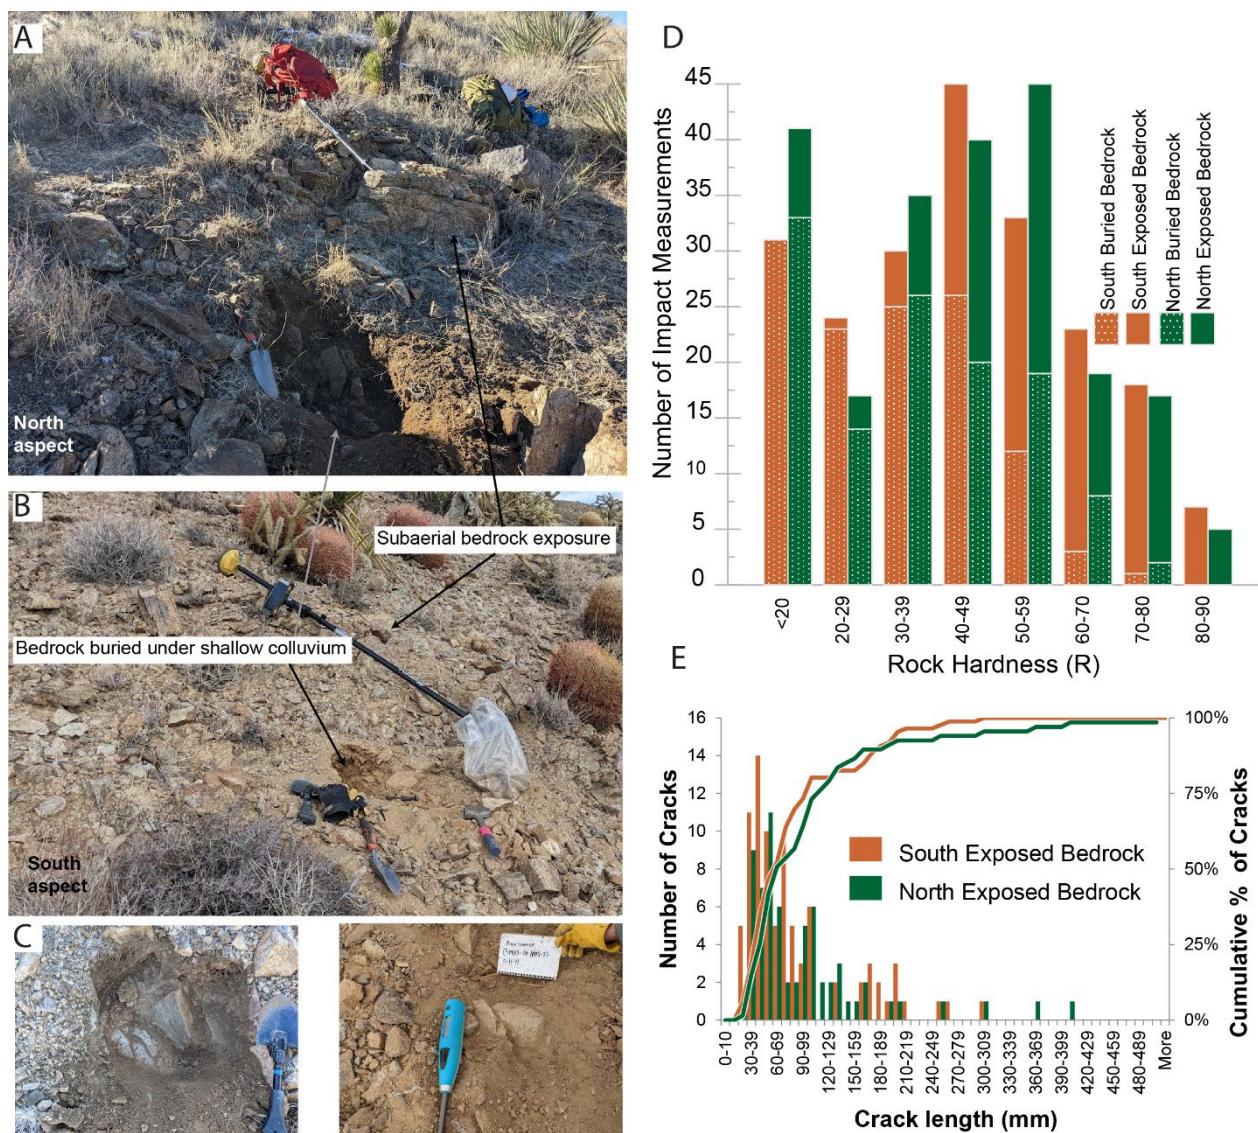 A
North
aspect
B
Subaerial bedrock exposure
Bedrock buried under shallow colluvium
South
aspect
C
D
Number of Impact Measurements
45
40
35
30
25
20
15
10
5
0
<20
20-29
30-39
40-49
50-59
60-70
70-80
80-90
Rock Hardness (R)
South Buried Bedrock
South Exposed Bedrock
North Buried Bedrock
North Exposed Bedrock
E
Number of Cracks
16
14
12
10
8
6
4
2
0
South Exposed Bedrock
North Exposed Bedrock
100%
75%
50%
25%
0%
Cumulative % of Cracks
0-10
30-39
60-69
90-99
120-129
150-159
180-189
210-219
240-249
270-279
300-309
330-339
360-369
390-399
420-429
450-459
480-489
More
Crack length (mm)